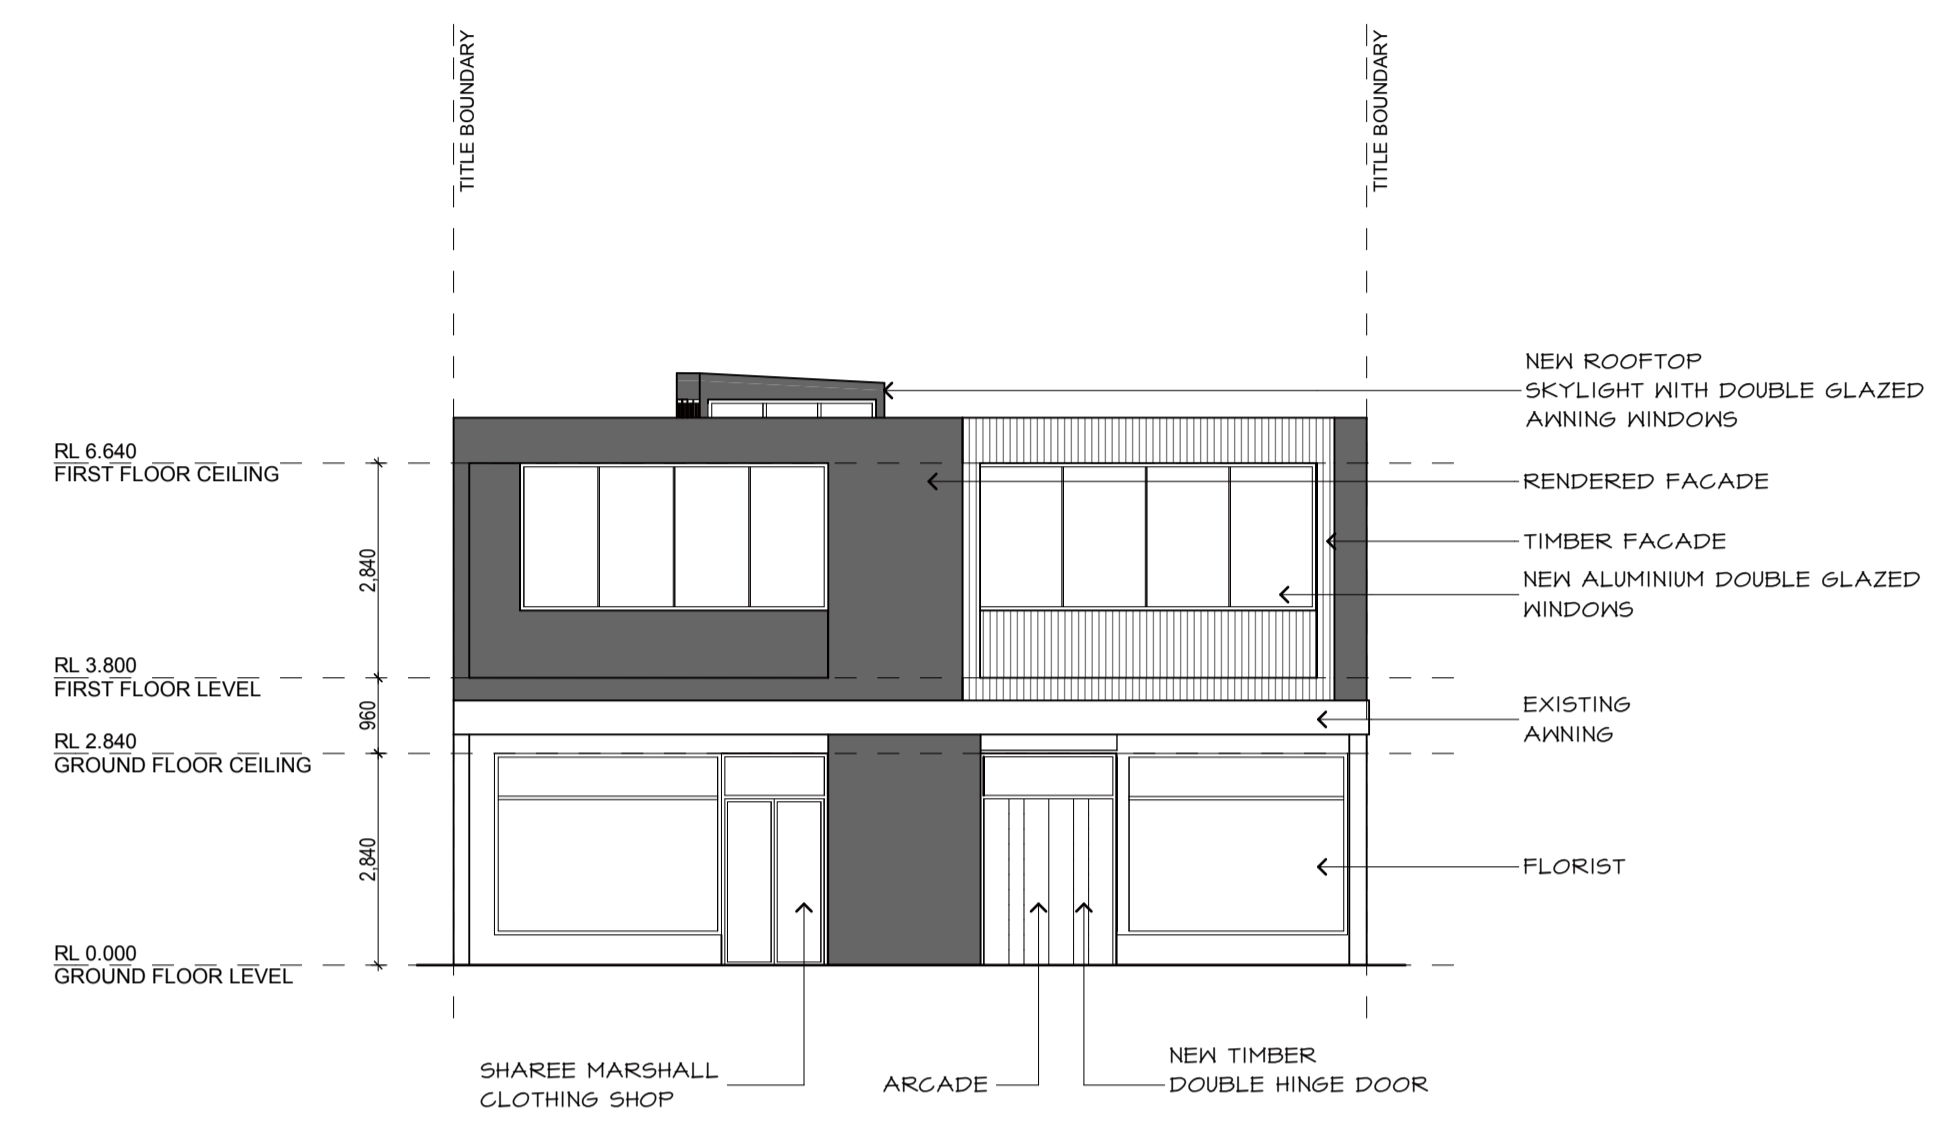 TITLE BOUNDARY
TITLE BOUNDARY
NEW ROOFTOP
SKYLIGHT WITH DOUBLE GLAZED
AWNING WINDOWS
RL 6.640
FIRST FLOOR CEILING
RENDERED FACADE
TIMBER FACADE
2,840
NEW ALUMINIUM DOUBLE GLAZED
WINDOWS
RL 3.800
FIRST FLOOR LEVEL
960
EXISTING
AWNING
RL 2.840
GROUND FLOOR CEILING
2,840
FLORIST
RL 0.000
GROUND FLOOR LEVEL
SHAREE MARSHALL
CLOTHING SHOP
ARCADE
NEW TIMBER
DOUBLE HINGE DOOR